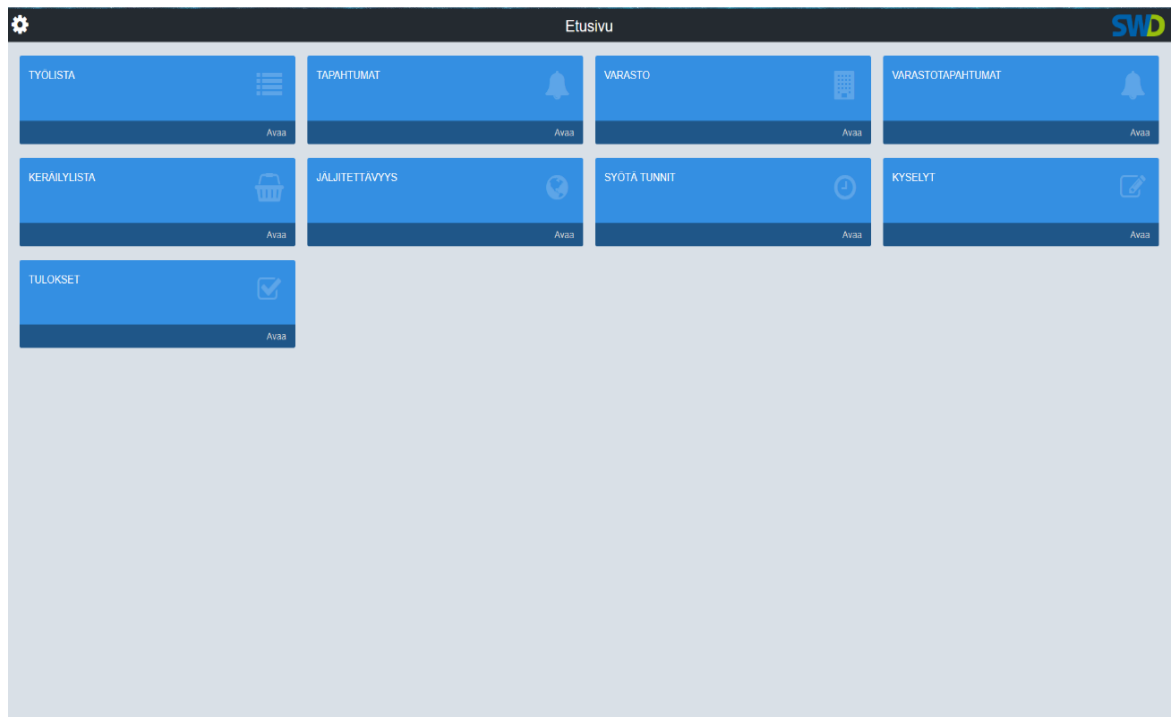 Etusivu
SWD
TYÖLISTA
Avaa
TAPAHTUMAT
Avaa
VARASTO
Avaa
VARASTOTAPAHTUMAT
Avaa
KERÄILYLISTA
Avaa
JÄLJITETTÄVYYS
Avaa
SYÖTÄ TUNNIT
Avaa
KYSELYT
Avaa
TULOKSET
Avaa